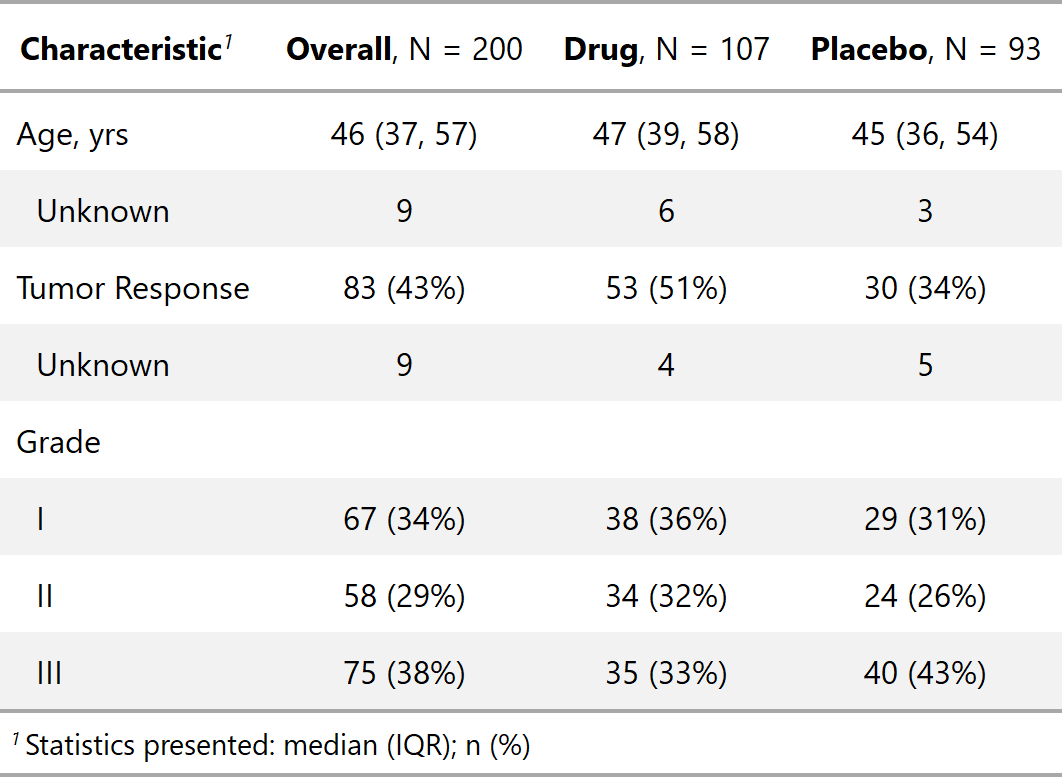 Characteristic1 Overall, N = 200 Drug, N = 107 Placebo, N = 93
Age, yrs 46 (37, 57) 47 (39, 58) 45 (36, 54)
Unknown 9 6 3
Tumor Response 83 (43%) 53 (51%) 30 (34%)
Unknown 9 4 5
Grade
I 67 (34%) 38 (36%) 29 (31%)
II 58 (29%) 34 (32%) 24 (26%)
III 75 (38%) 35 (33%) 40 (43%)
1 Statistics presented: median (IQR); n (%)